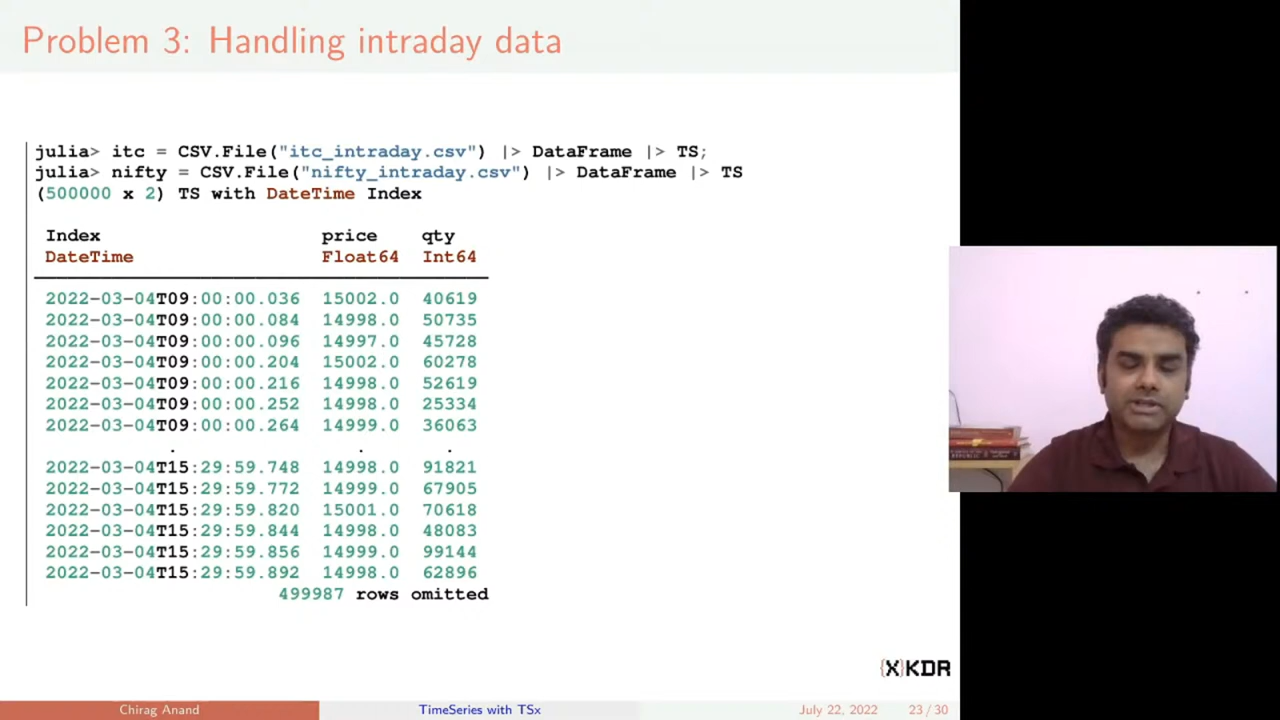 Problem 3: Handling intraday data
julia> itc = CSV.File("itc_intraday.csv") |> DataFrame |> TS;
julia> nifty = CSV.File("nifty_intraday.csv") |> DataFrame |> TS
(500000 x 2) TS with DateTime Index
Index price qty
DateTime Float64 Int64
2022-03-04T09:00:00.036 15002.0 40619
2022-03-04T09:00:00.084 14998.0 50735
2022-03-04T09:00:00.096 14997.0 45728
2022-03-04T09:00:00.204 15002.0 60278
2022-03-04T09:00:00.216 14998.0 52619
2022-03-04T09:00:00.252 14998.0 25334
2022-03-04T09:00:00.264 14999.0 36063
. . .
2022-03-04T15:29:59.748 14998.0 91821
2022-03-04T15:29:59.772 14999.0 67905
2022-03-04T15:29:59.820 15001.0 70618
2022-03-04T15:29:59.844 14998.0 48083
2022-03-04T15:29:59.856 14999.0 99144
2022-03-04T15:29:59.892 14998.0 62896
499987 rows omitted
{X}KDR
Chirag Anand TimeSeries with TSx July 22, 2022 23 / 30